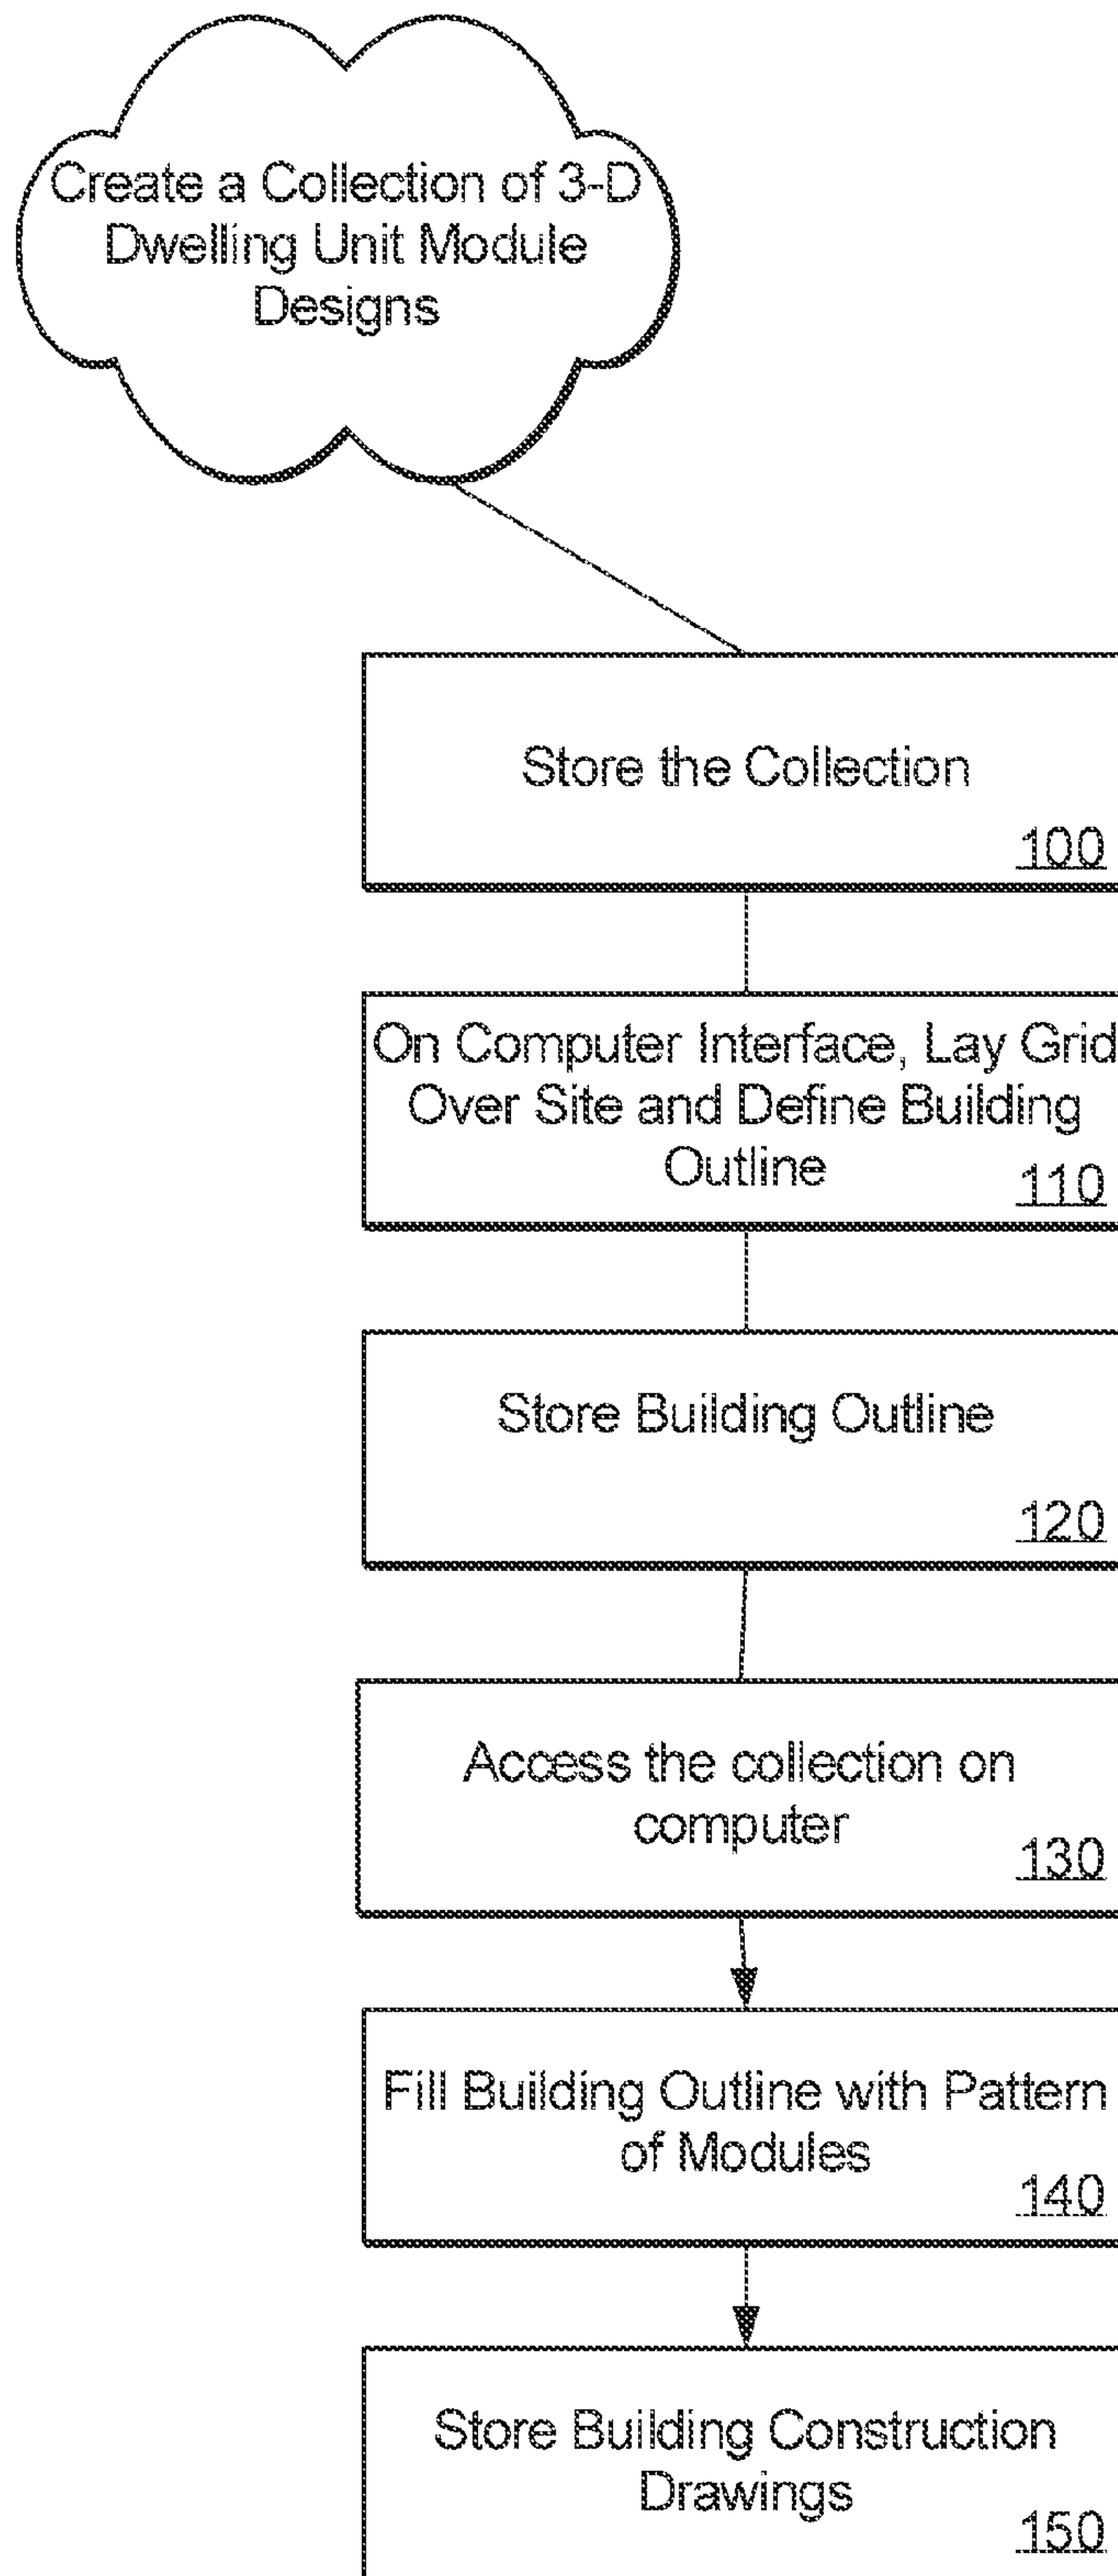 Create a Collection of 3-D
Dwelling Unit Module
Designs
Store the Collection
100
On Computer Interface, Lay Grid
Over Site and Define Building
Outline
110
Store Building Outline
120
Access the collection on
computer
130
Fill Building Outline with Pattern
of Modules
140
Store Building Construction
Drawings
150